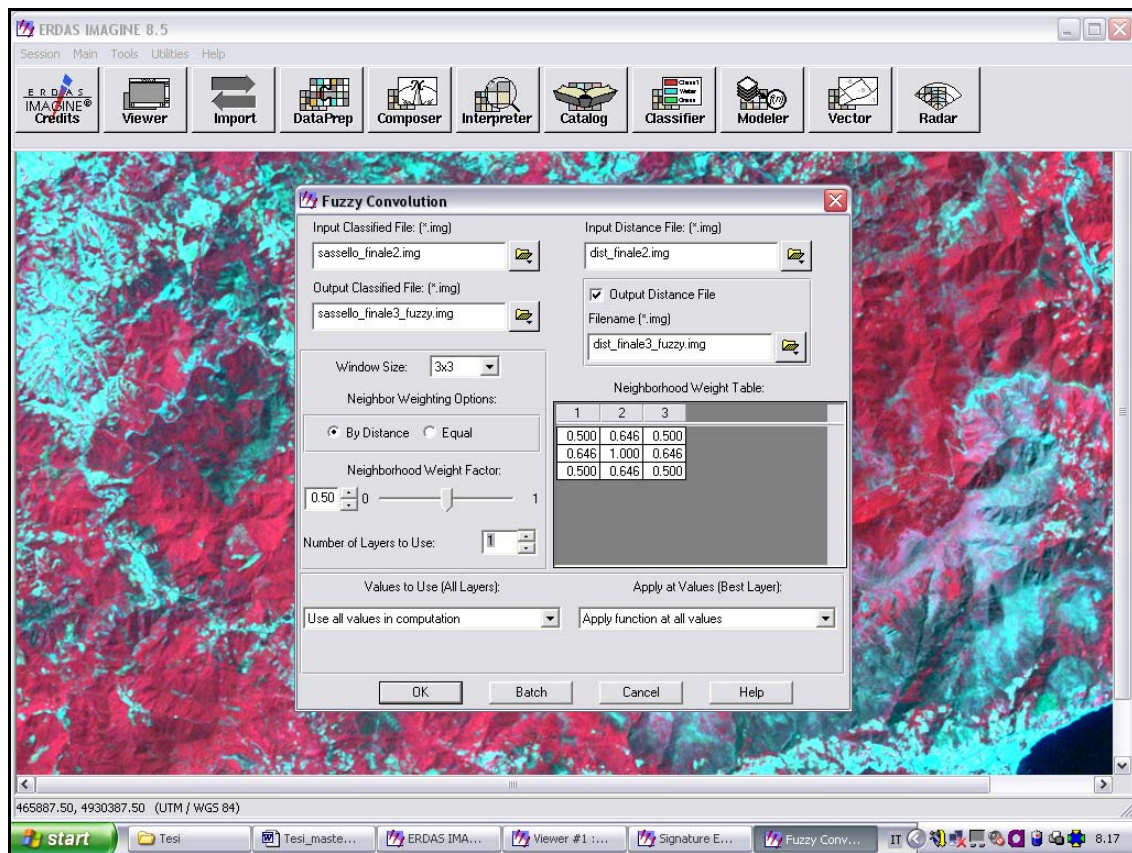 ERDAS IMAGINE 8.5
Session Main Tools Utilities Help
ERDAS
IMAGINE®
Credits
Viewer
Import
DataPrep
Composer
Interpreter
Catalog
Class1
Water
Grass
Classifier
Modeler
Vector
Radar
Fuzzy Convolution
Input Classified File: (*.img)
sassello_finale2.img
Input Distance File: (*.img)
dist_finale2.img
Output Classified File: (*.img)
sassello_finale3_fuzzy.img
Output Distance File
Filename (*.img)
dist_finale3_fuzzy.img
Window Size: 3x3
Neighbor Weighting Options:
By Distance Equal
Neighborhood Weight Factor:
0.50 0 1
Number of Layers to Use: 1
Neighborhood Weight Table:
1 2 3
0.500 0.646 0.500
0.646 1.000 0.646
0.500 0.646 0.500
Values to Use (All Layers):
Use all values in computation
Apply at Values (Best Layer):
Apply function at all values
OK Batch Cancel Help
465887.50, 4930387.50 (UTM / WGS 84)
start Tesi Tesi_maste... ERDAS IMA... Viewer #1 :... Signature E... Fuzzy Conv... IT 8.17